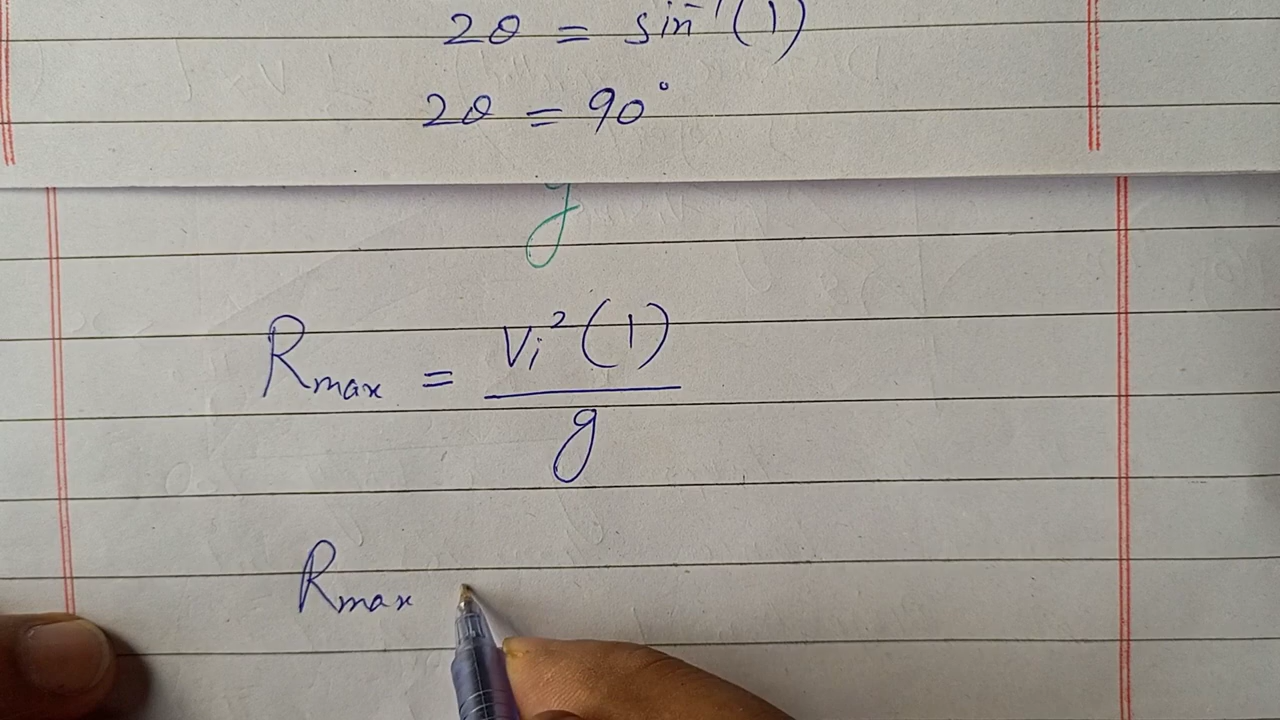 2θ = sin⁻¹(1)
2θ = 90°
g
Rmax = Vi²(1)
g
Rmax